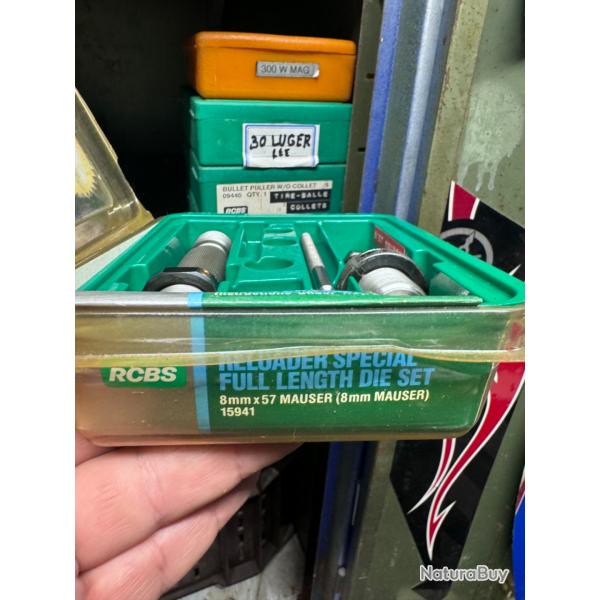 300 W MAG
30 LUGER
LEE
BULLET PULLER W/O COLLET
09440 QTY. 1 TIRE-BALLE
RCBS COLLETS
RCBS
RELOADER SPECIAL
FULL LENGTH DIE SET
8mm x 57 MAUSER (8mm MAUSER)
15941
NaturaBuy